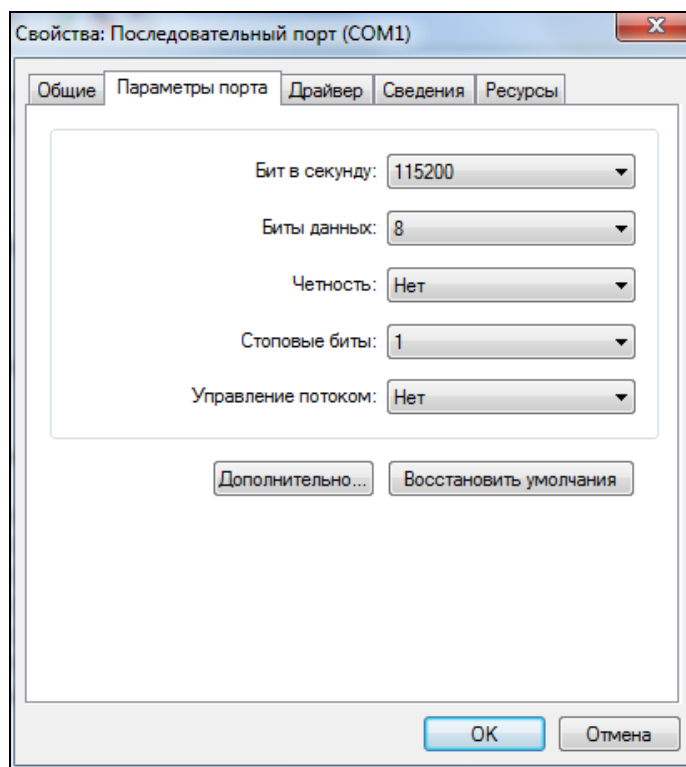 Свойства: Последовательный порт (COM1)
Общие Параметры порта Драйвер Сведения Ресурсы
Бит в секунду: 115200
Биты данных: 8
Четность: Нет
Стоповые биты: 1
Управление потоком: Нет
Дополнительно... Восстановить умолчания
OK Отмена